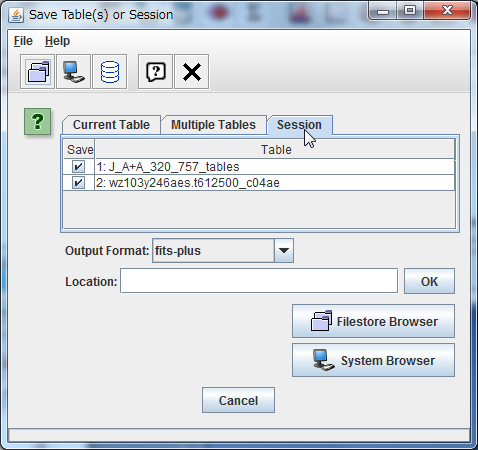 Save Table(s) or Session
File Help
?
?
Current Table Multiple Tables Session
Save Table
1: J_A+A_320_757_tables
2: wz103y246aes.t612500_c04ae
Output Format: fits-plus
Location: OK
Filestore Browser
System Browser
Cancel